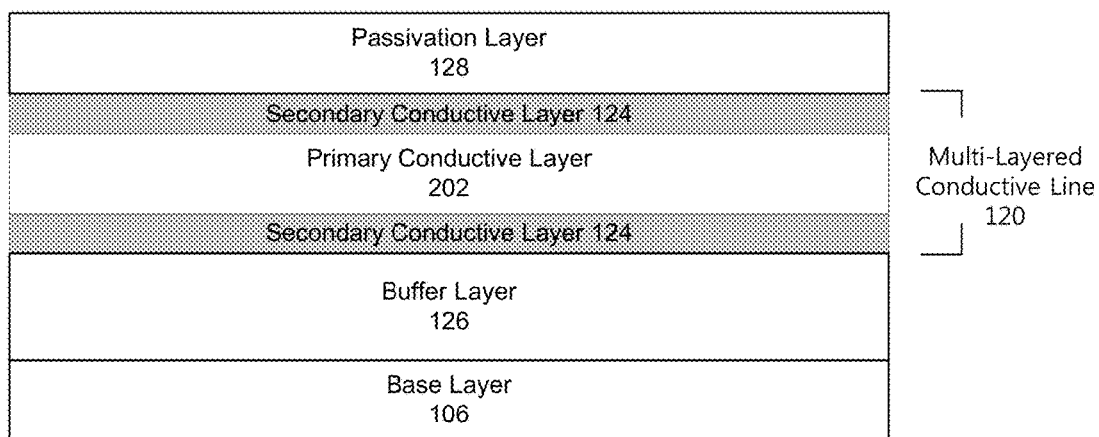 Passivation Layer
128
Secondary Conductive Layer 124
Primary Conductive Layer
202
Secondary Conductive Layer 124
Multi-Layered
Conductive Line
120
Buffer Layer
126
Base Layer
106